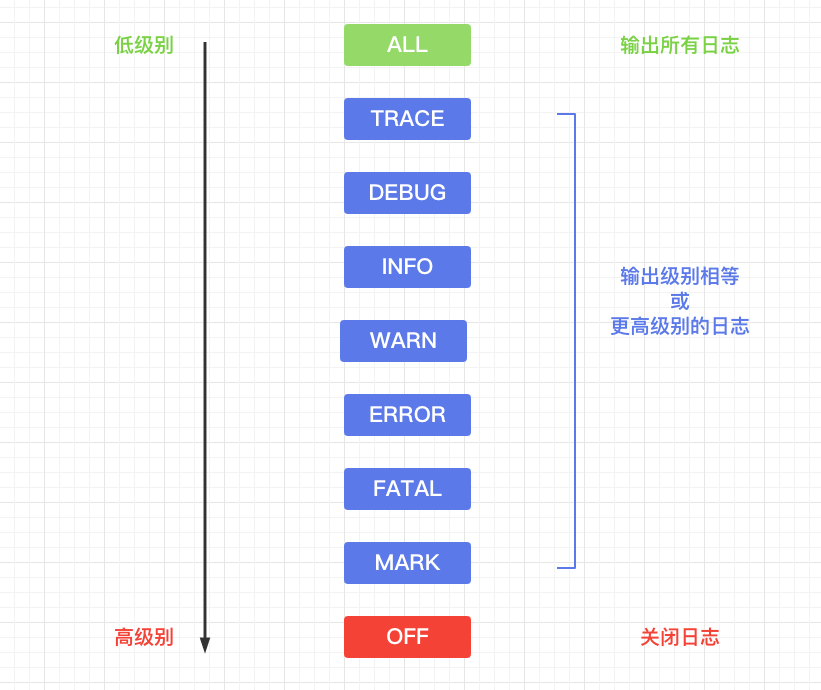 低级别
ALL
输出所有日志
TRACE
DEBUG
INFO
输出级别相等
或
更高级别的日志
WARN
ERROR
FATAL
MARK
高级别
OFF
关闭日志